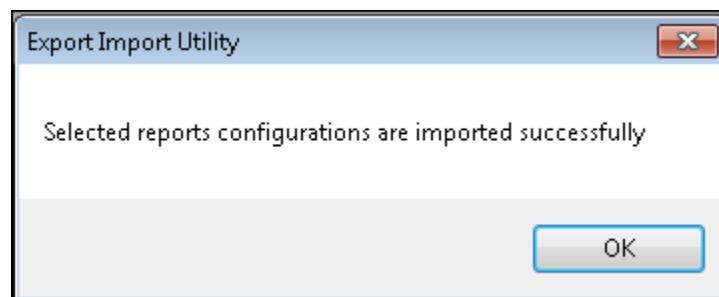 Export Import Utility
Selected reports configurations are imported successfully
OK